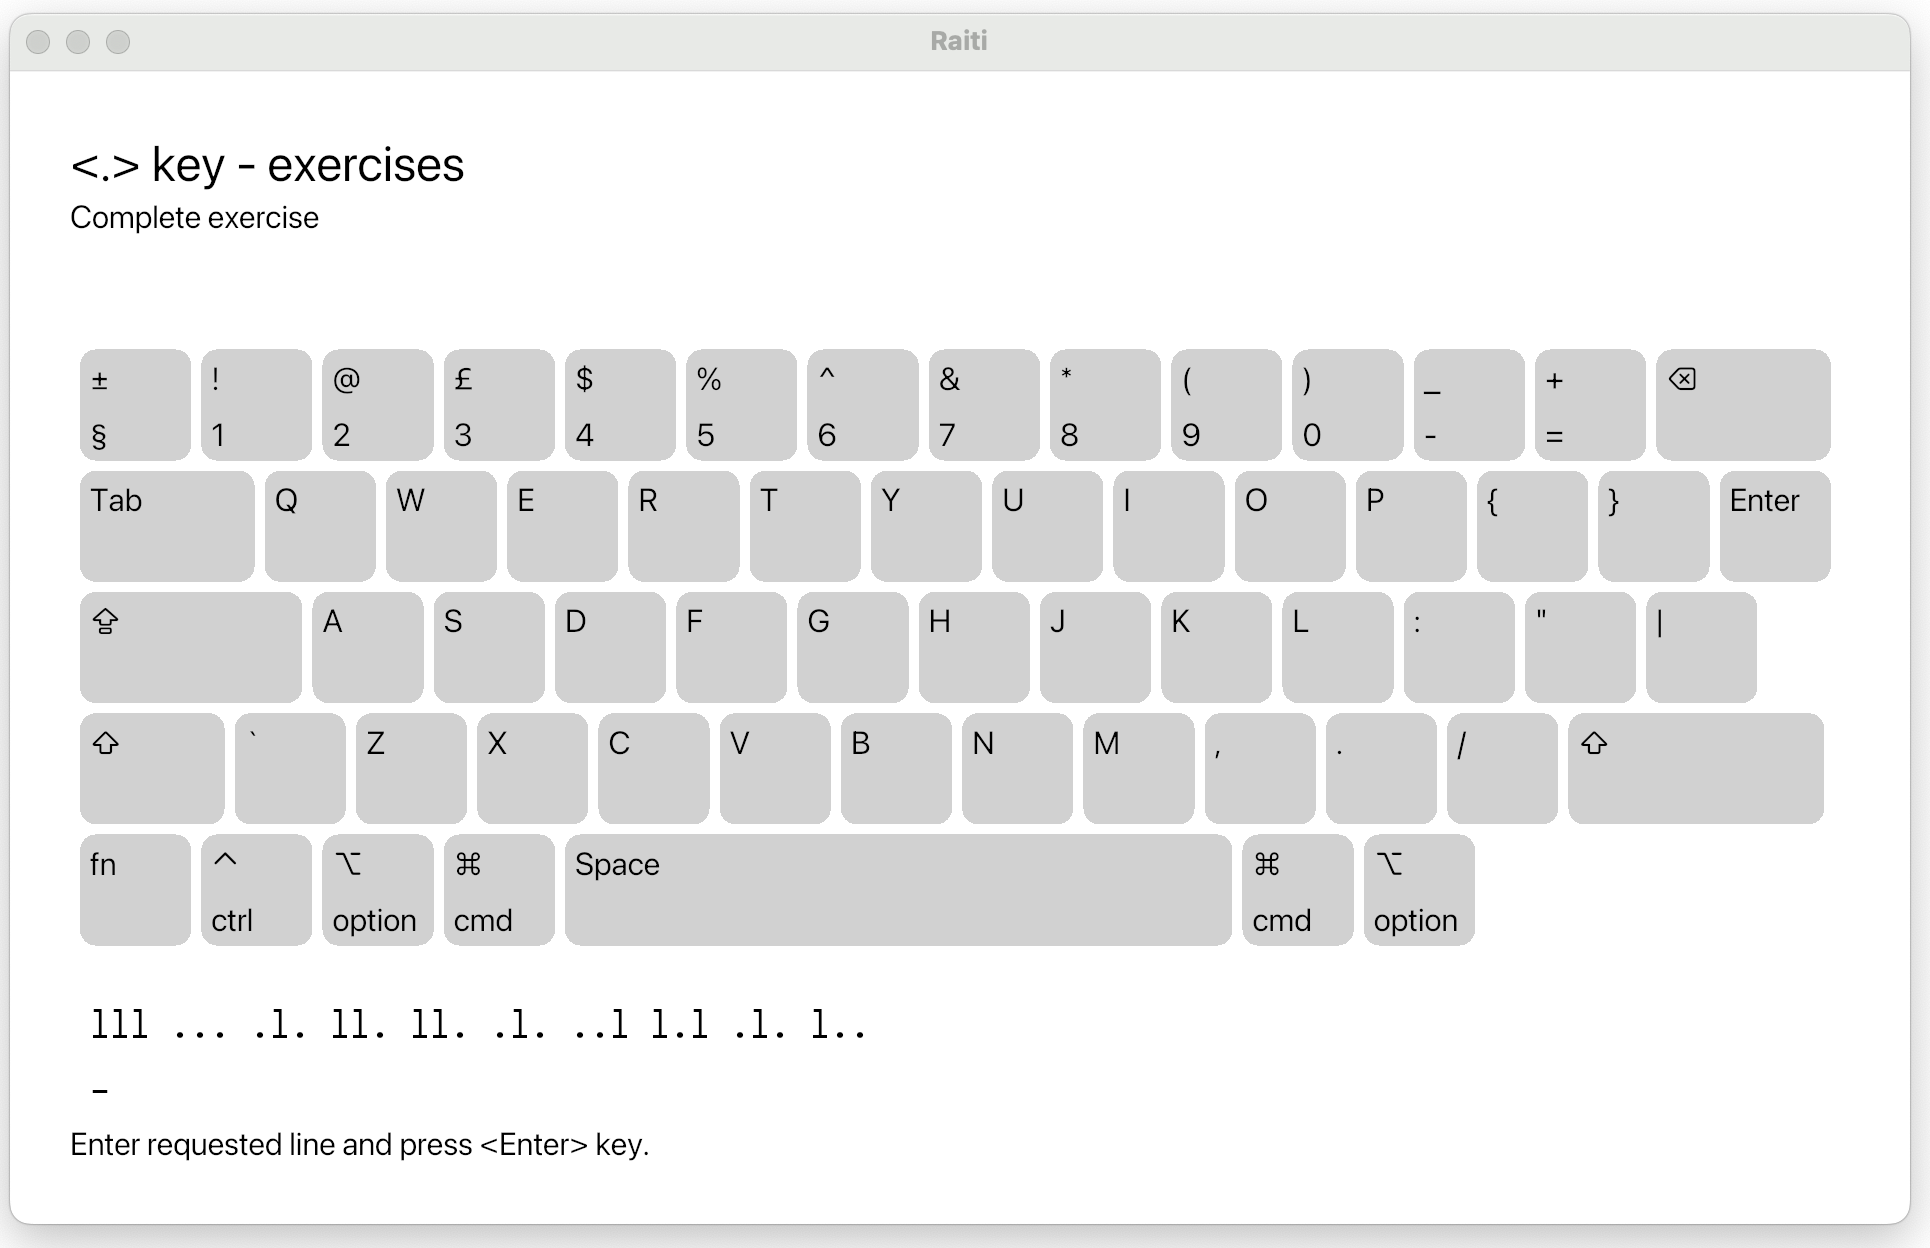 Raiti
<.> key - exercises
Complete exercise
± ! @ £ $ % ^ & * ( ) _ + ⌫
§ 1 2 3 4 5 6 7 8 9 0 - =
Tab Q W E R T Y U I O P { } Enter
⇪ A S D F G H J K L : " |
⇧ ` Z X C V B N M , . / ⇧
fn ^ ⌥ ⌘ Space ⌘ ⌥
ctrl option cmd cmd option
lll ... .l. ll. ll. .l. ..l l.l .l. l..
_
Enter requested line and press <Enter> key.